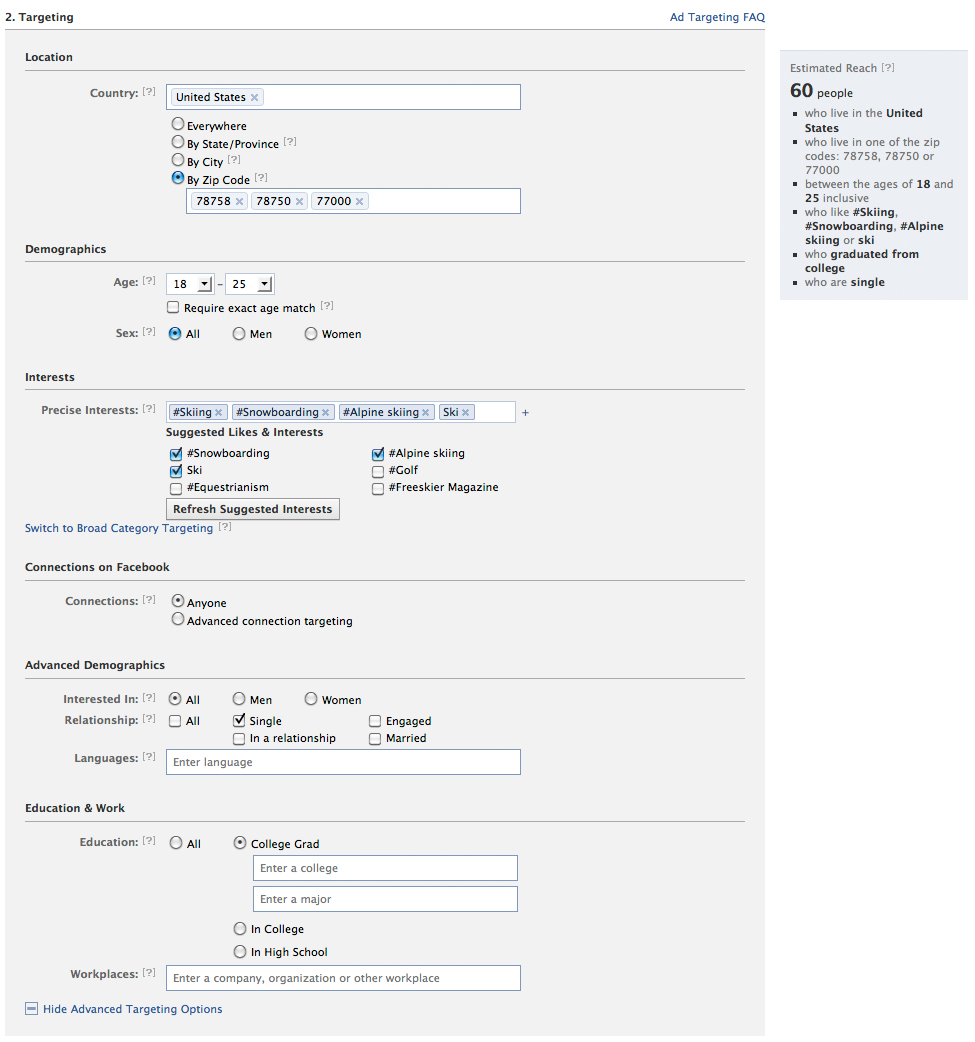 2. Targeting
Ad Targeting FAQ
Location
Country: [?]
United States ×
Everywhere
By State/Province [?]
By City [?]
By Zip Code [?]
78758 × 78750 × 77000 ×
Demographics
Age: [?] 18 – 25
Require exact age match [?]
Sex: [?] All Men Women
Interests
Precise Interests: [?] #Skiing × #Snowboarding × #Alpine skiing × Ski × +
Suggested Likes & Interests
#Snowboarding #Alpine skiing
Ski #Golf
#Equestrianism #Freeskier Magazine
Refresh Suggested Interests
Switch to Broad Category Targeting [?]
Connections on Facebook
Connections: [?] Anyone
Advanced connection targeting
Advanced Demographics
Interested In: [?] All Men Women
Relationship: [?] All Single Engaged
In a relationship Married
Languages: [?] Enter language
Education & Work
Education: [?] All College Grad
Enter a college
Enter a major
In College
In High School
Workplaces: [?] Enter a company, organization or other workplace
Hide Advanced Targeting Options
Estimated Reach [?]
60 people
who live in the United
States
who live in one of the zip
codes: 78758, 78750 or
77000
between the ages of 18 and
25 inclusive
who like #Skiing,
#Snowboarding, #Alpine
skiing or ski
who graduated from
college
who are single